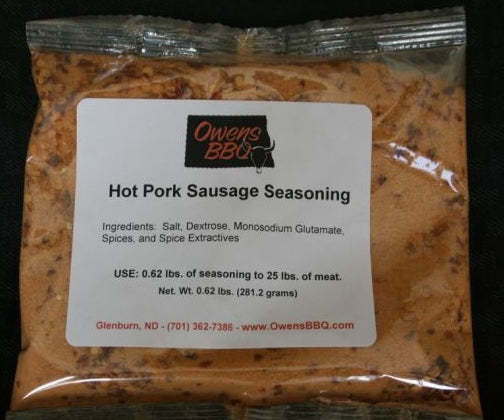 Owens
BBQ
Hot Pork Sausage Seasoning
Ingredients: Salt, Dextrose, Monosodium Glutamate,
Spices, and Spice Extractives
USE: 0.62 lbs. of seasoning to 25 lbs. of meat.
Net. Wt. 0.62 lbs. (281.2 grams)
Glenburn, ND - (701) 362-7386 - www.OwensBBQ.com